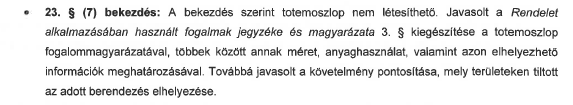 • 23. § (7) bekezdés: A bekezdés szerint totemoszlop nem létesíthető. Javasolt a Rendelet
alkalmazásában használt fogalmak jegyzéke és magyarázata 3. § kiegészítése a totemoszlop
fogalommagyarázatával, többek között annak méret, anyaghasználat, valamint azon elhelyezhető
információk meghatározásával. Továbbá javasolt a követelmény pontosítása, mely területeken tiltott
az adott berendezés elhelyezése.